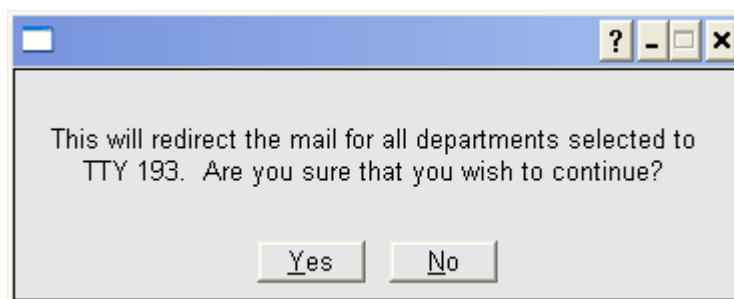 ?
This will redirect the mail for all departments selected to
TTY 193.  Are you sure that you wish to continue?
Yes No